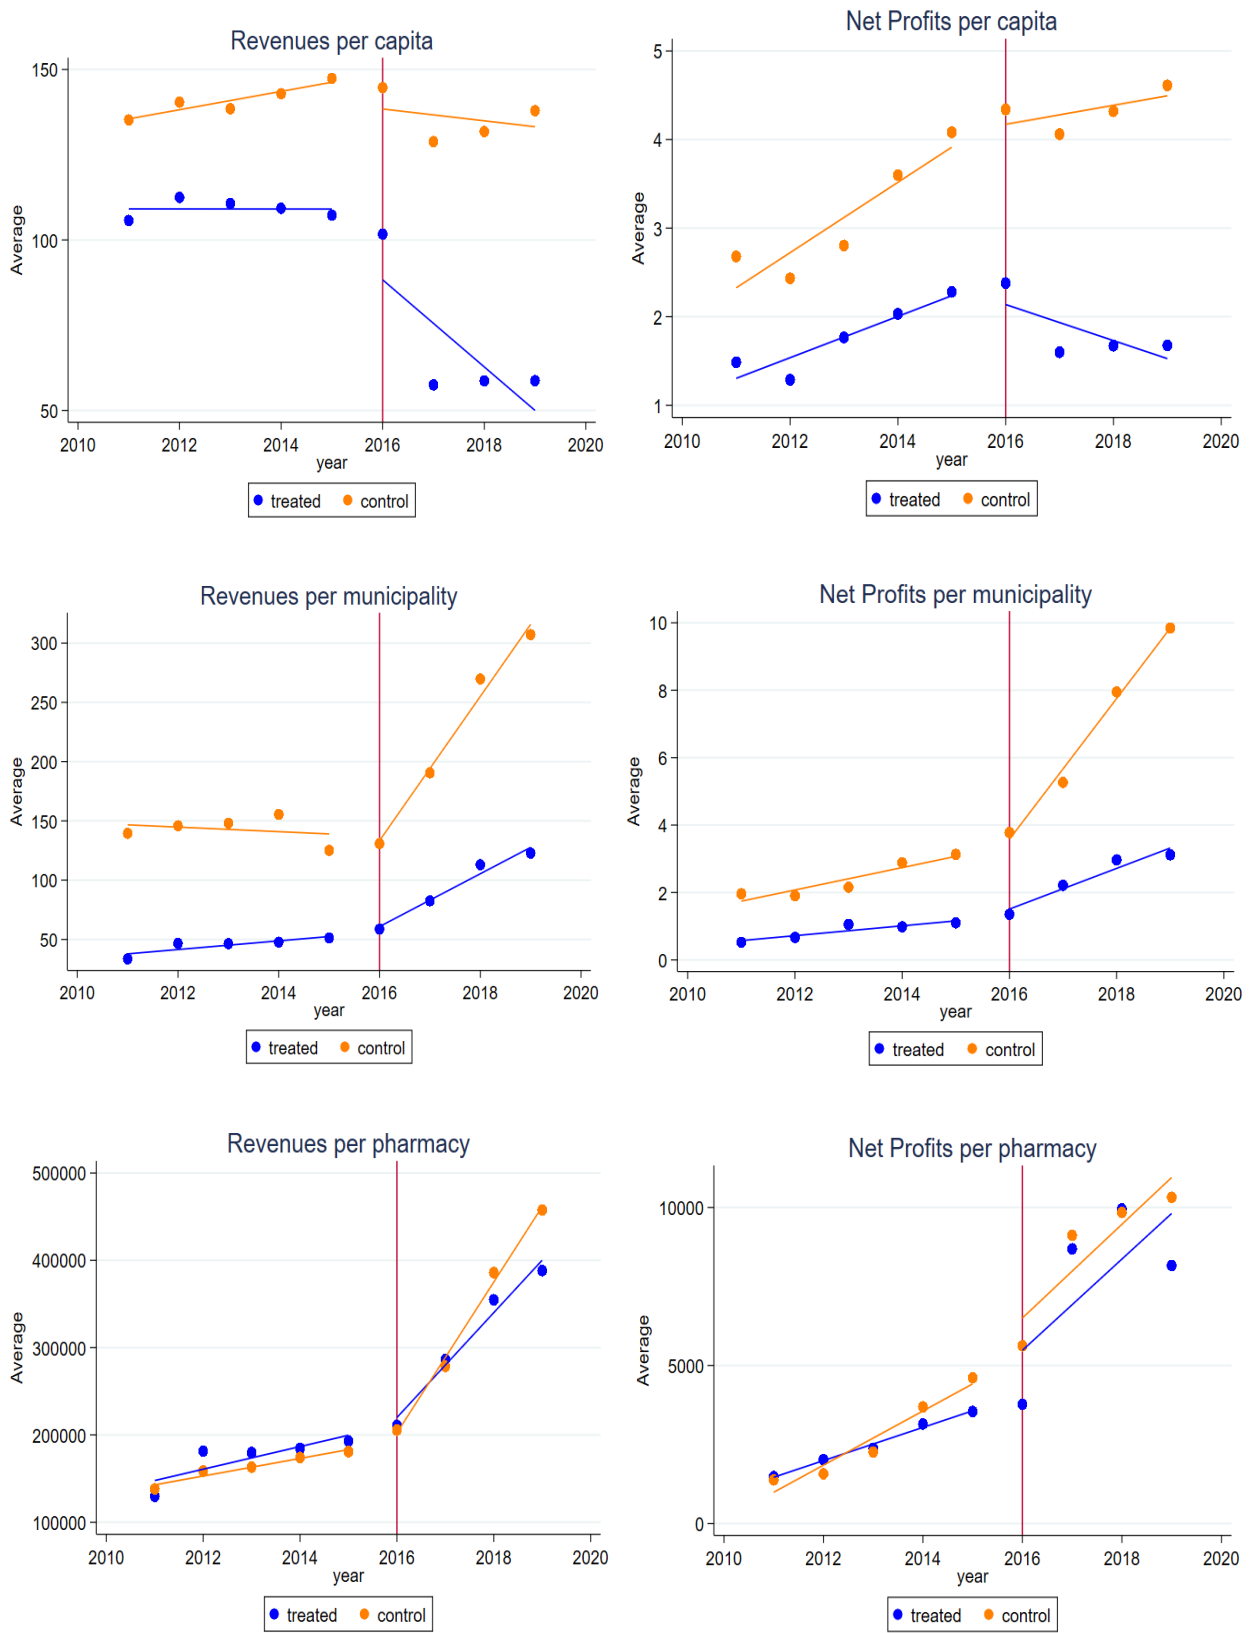 Revenues per capita
Average
150
100
50
2010 2012 2014 2016 2018 2020
year
treated control
Net Profits per capita
Average
5
4
3
2
1
2010 2012 2014 2016 2018 2020
year
treated control
Revenues per municipality
Average
300
250
200
150
100
50
2010 2012 2014 2016 2018 2020
year
treated control
Net Profits per municipality
Average
10
8
6
4
2
0
2010 2012 2014 2016 2018 2020
year
treated control
Revenues per pharmacy
Average
500000
400000
300000
200000
100000
2010 2012 2014 2016 2018 2020
year
treated control
Net Profits per pharmacy
Average
10000
5000
0
2010 2012 2014 2016 2018 2020
year
treated control